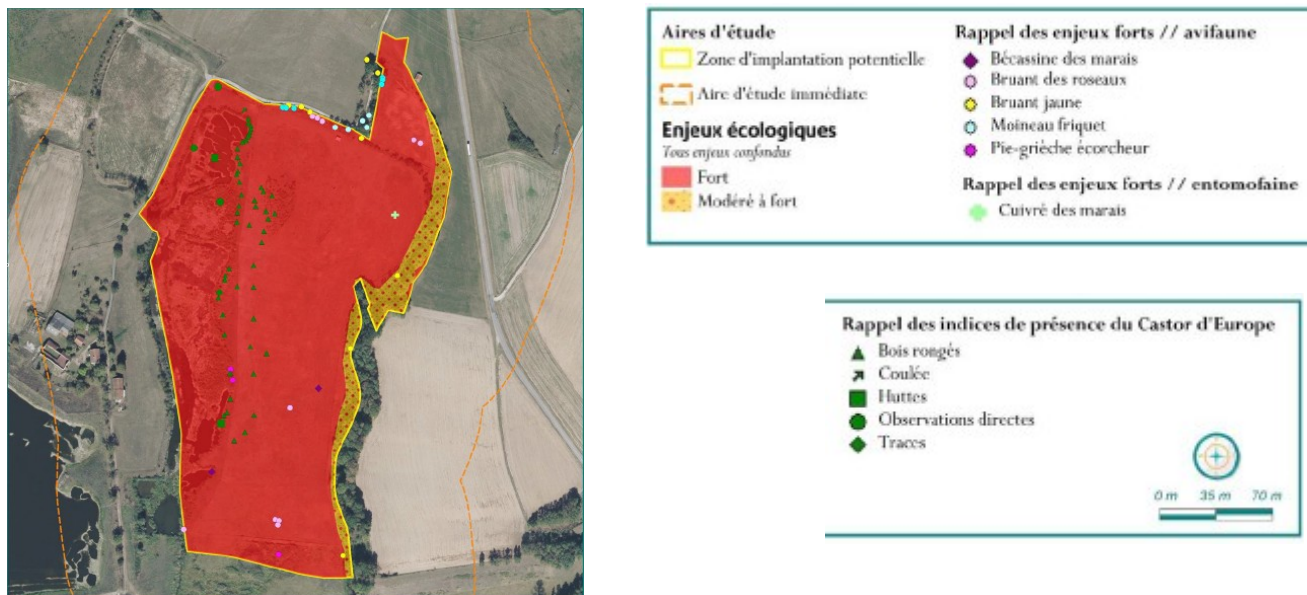 Aires d'étude
Zone d'implantation potentielle
Aire d'étude immédiate
Enjeux écologiques
Tous enjeux confondus
Fort
Modéré à fort
Rappel des enjeux forts // avifaune
Bécassine des marais
Bruant des roseaux
Bruant jaune
Moineau friquet
Pie-grièche écorcheur
Rappel des enjeux forts // entomofaine
Cuivré des marais
Rappel des indices de présence du Castor d'Europe
Bois rongés
Coulée
Huttes
Observations directes
Traces
0 m 35 m 70 m